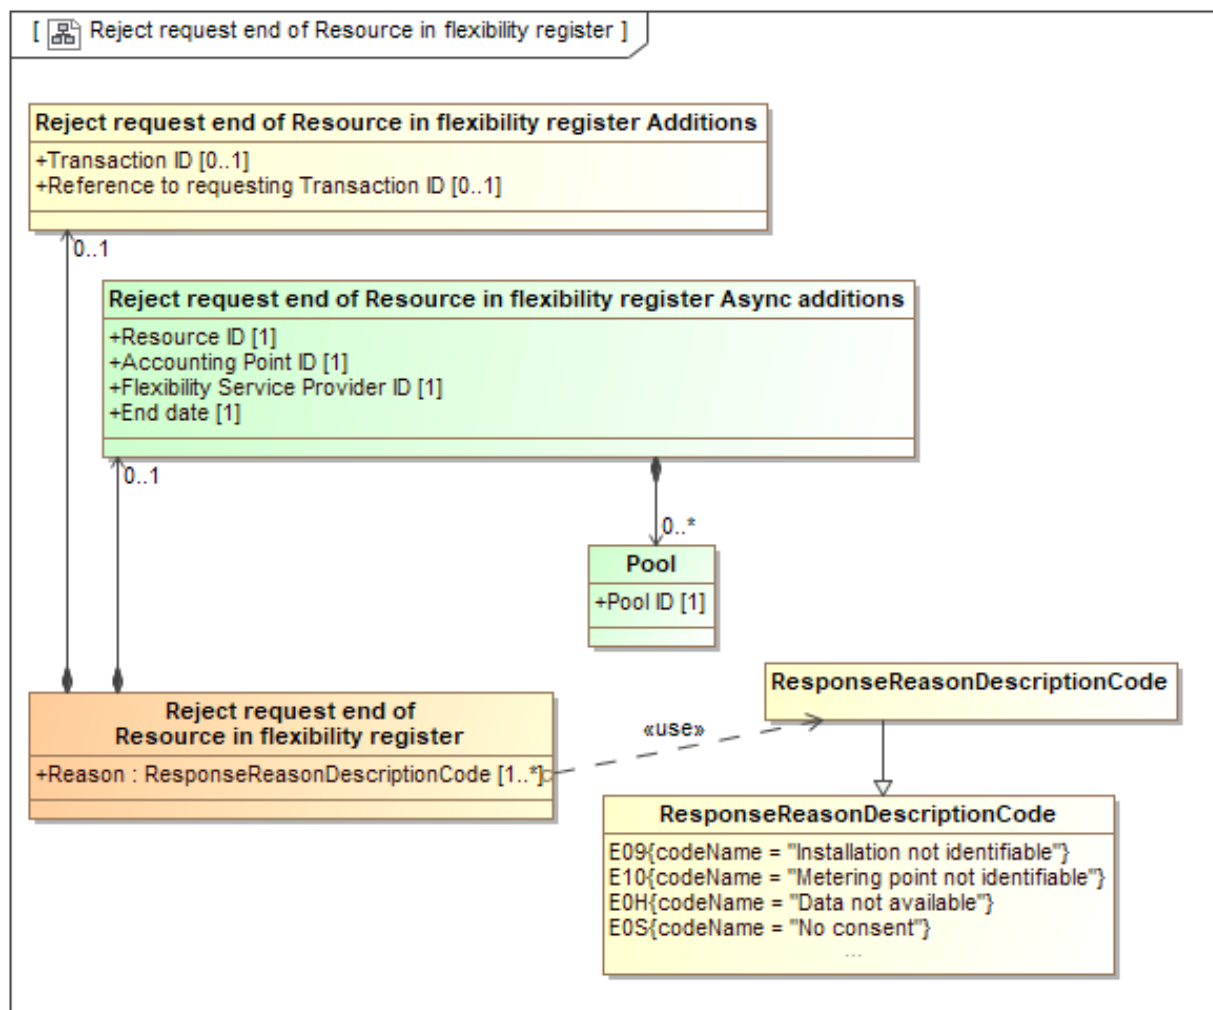 [ Reject request end of Resource in flexibility register ]
Reject request end of Resource in flexibility register Additions
+Transaction ID [0..1]
+Reference to requesting Transaction ID [0..1]
0..1
Reject request end of Resource in flexibility register Async additions
+Resource ID [1]
+Accounting Point ID [1]
+Flexibility Service Provider ID [1]
+End date [1]
0..1
0..*
Pool
+Pool ID [1]
ResponseReasonDescriptionCode
Reject request end of
Resource in flexibility register
+Reason : ResponseReasonDescriptionCode [1..*]
«use»
ResponseReasonDescriptionCode
E09{codeName = "Installation not identifiable"}
E10{codeName = "Metering point not identifiable"}
E0H{codeName = "Data not available"}
E0S{codeName = "No consent"}
...